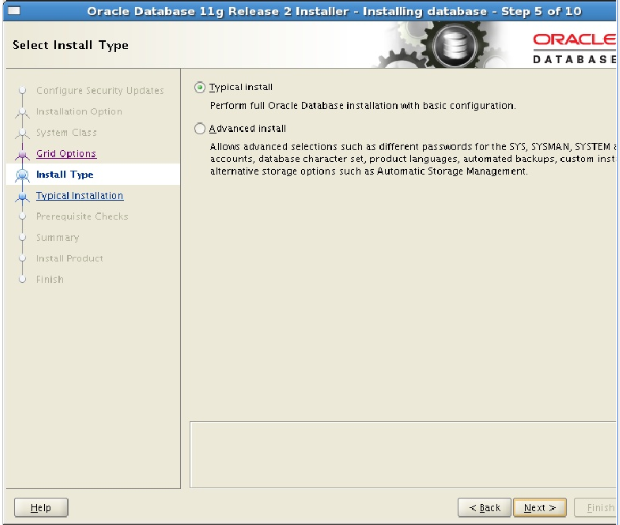 Oracle Database 11g Release 2 Installer - Installing database - Step 5 of 10
Select Install Type
ORACLE
DATABASE
Configure Security Updates
Installation Option
System Class
Grid Options
Install Type
Typical Installation
Prerequisite Checks
Summary
Install Product
Finish
Typical install
Perform full Oracle Database installation with basic configuration.
Advanced install
Allows advanced selections such as different passwords for the SYS, SYSMAN, SYSTEM
accounts, database character set, product languages, automated backups, custom inst
alternative storage options such as Automatic Storage Management.
Help
< Back
Next >
Finish